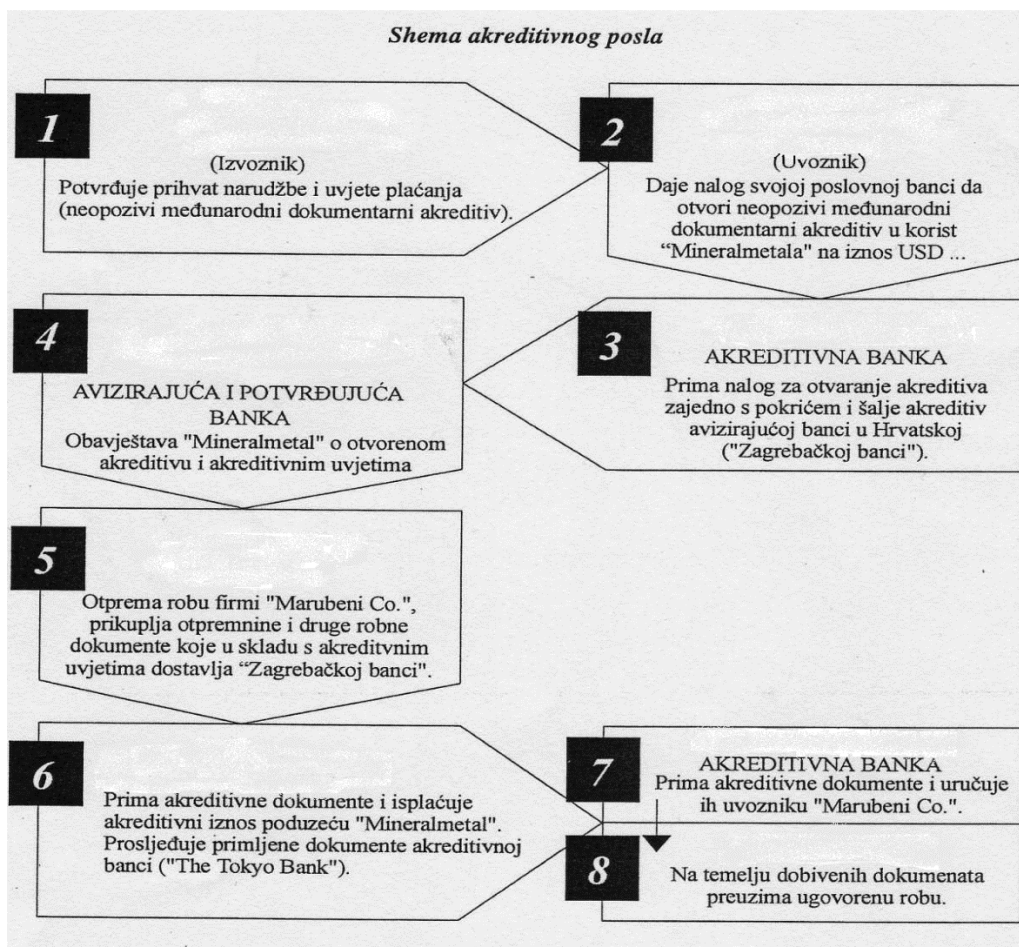 Shema akreditivnog posla
1
(Izvoznik)
Potvrđuje prihvat narudžbe i uvjete plaćanja
(neopozivi međunarodni dokumentarni akreditiv).
2
(Uvoznik)
Daje nalog svojoj poslovnoj banci da
otvori neopozivi međunarodni
dokumentarni akreditiv u korist
“Mineralmetala" na iznos USD ...
3
AKREDITIVNA BANKA
Prima nalog za otvaranje akreditiva
zajedno s pokrićem i šalje akreditiv
avizirajućoj banci u Hrvatskoj
("Zagrebačkoj banci").
4
AVIZIRAJUĆA I POTVRĐUJUĆA
BANKA
Obavještava "Mineralmetal" o otvorenom
akreditivu i akreditivnim uvjetima
5
Otprema robu firmi "Marubeni Co.",
prikuplja otpremnine i druge robne
dokumente koje u skladu s akreditvnim
uvjetima dostavlja “Zagrebačkoj banci".
6
Prima akreditivne dokumente i isplaćuje
akreditivni iznos poduzeću "Mineralmetal".
Prosljeđuje primljene dokumente akreditivnoj
banci ("The Tokyo Bank").
7
AKREDITIVNA BANKA
Prima akreditivne dokumente i uručuje
ih uvozniku "Marubeni Co.".
8
Na temelju dobivenih dokumenata
preuzima ugovorenu robu.